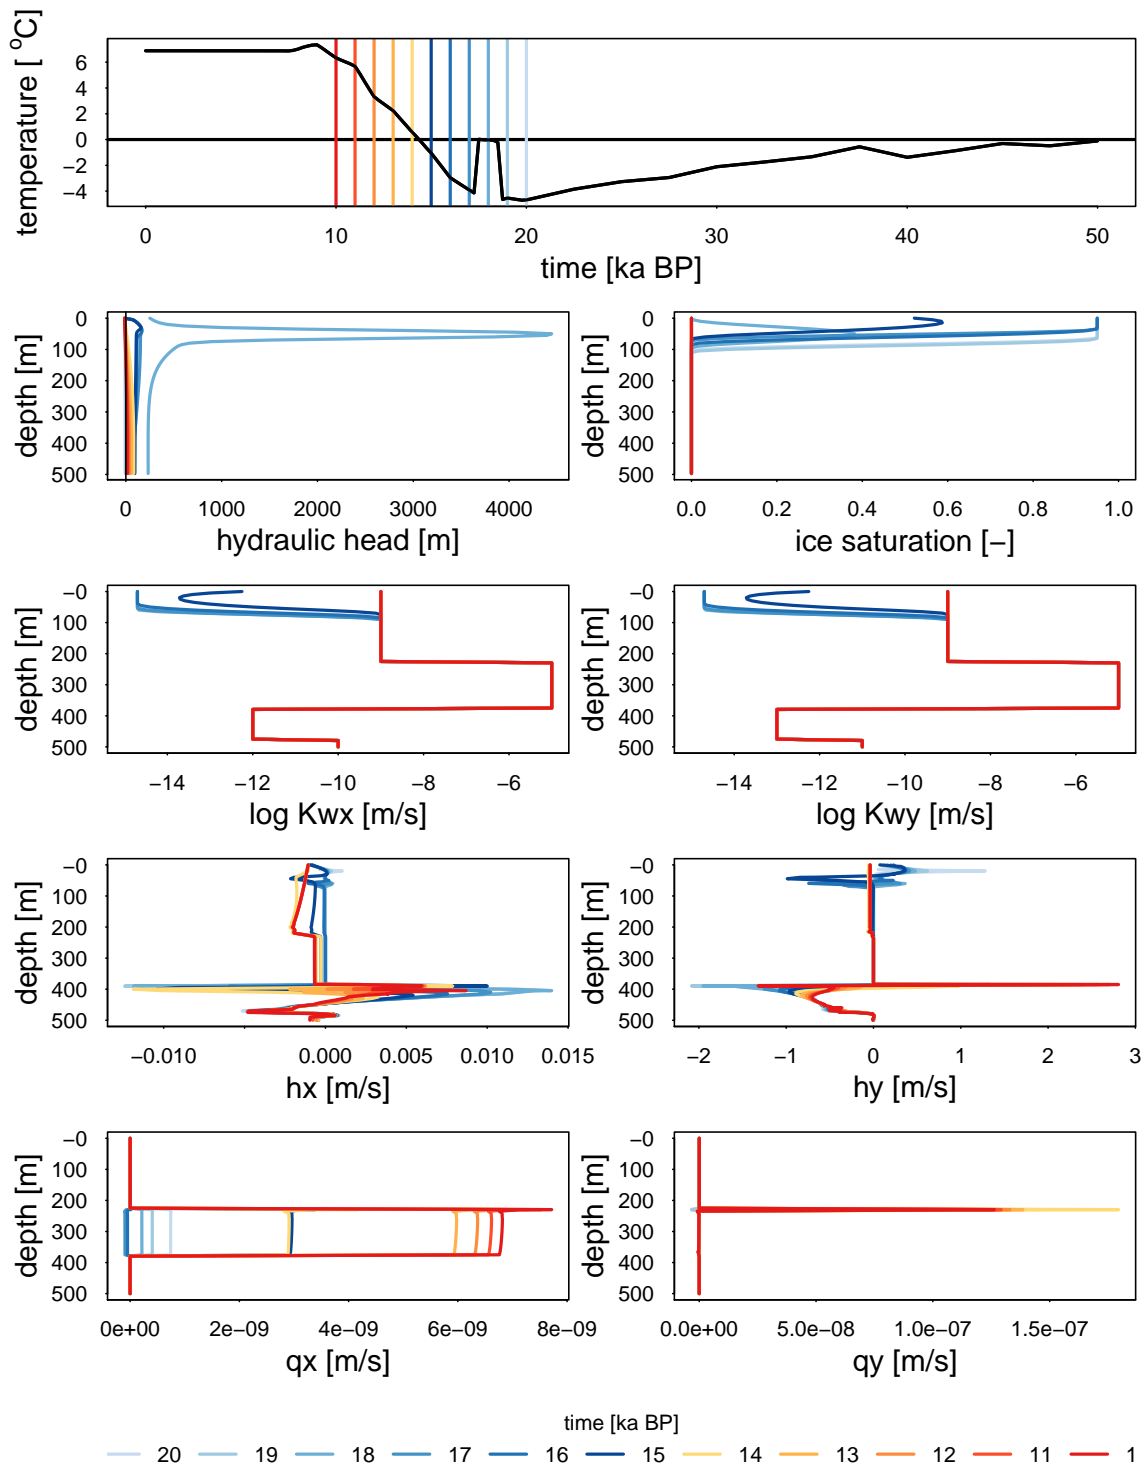 temperature [ °C]
6
4
2
0
−2
−4
0 10 20 30 40 50
time [ka BP]
depth [m]
0
100
200
300
400
500
0 1000 2000 3000 4000
hydraulic head [m]
depth [m]
0
100
200
300
400
500
0.0 0.2 0.4 0.6 0.8 1.0
ice saturation [−]
depth [m]
−0
100
200
300
400
500
−14 −12 −10 −8 −6
log Kwx [m/s]
depth [m]
−0
100
200
300
400
500
−14 −12 −10 −8 −6
log Kwy [m/s]
depth [m]
−0
100
200
300
400
500
−0.010 0.000 0.005 0.010 0.015
hx [m/s]
depth [m]
−0
100
200
300
400
500
−2 −1 0 1 2 3
hy [m/s]
depth [m]
−0
100
200
300
400
500
0e+00 2e−09 4e−09 6e−09 8e−09
qx [m/s]
depth [m]
−0
100
200
300
400
500
0.0e+00 5.0e−08 1.0e−07 1.5e−07
qy [m/s]
time [ka BP]
20 19 18 17 16 15 14 13 12 11 1